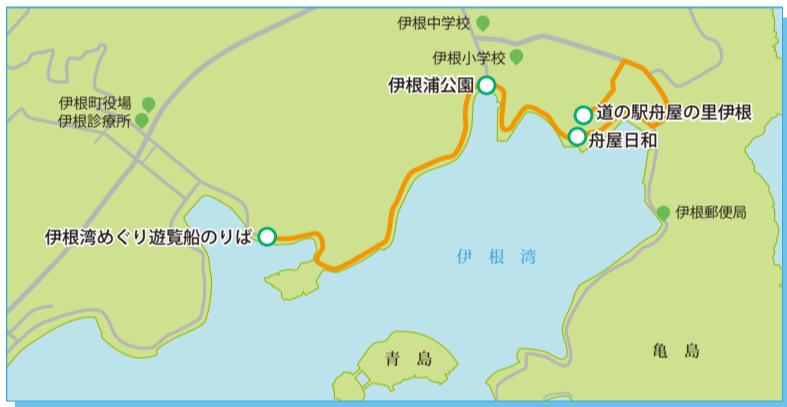 伊根中学校
伊根小学校
伊根浦公園
伊根町役場
伊根診療所
道の駅舟屋の里伊根
舟屋日和
伊根郵便局
伊根湾めぐり遊覧船のりば
伊根湾
青島
亀島